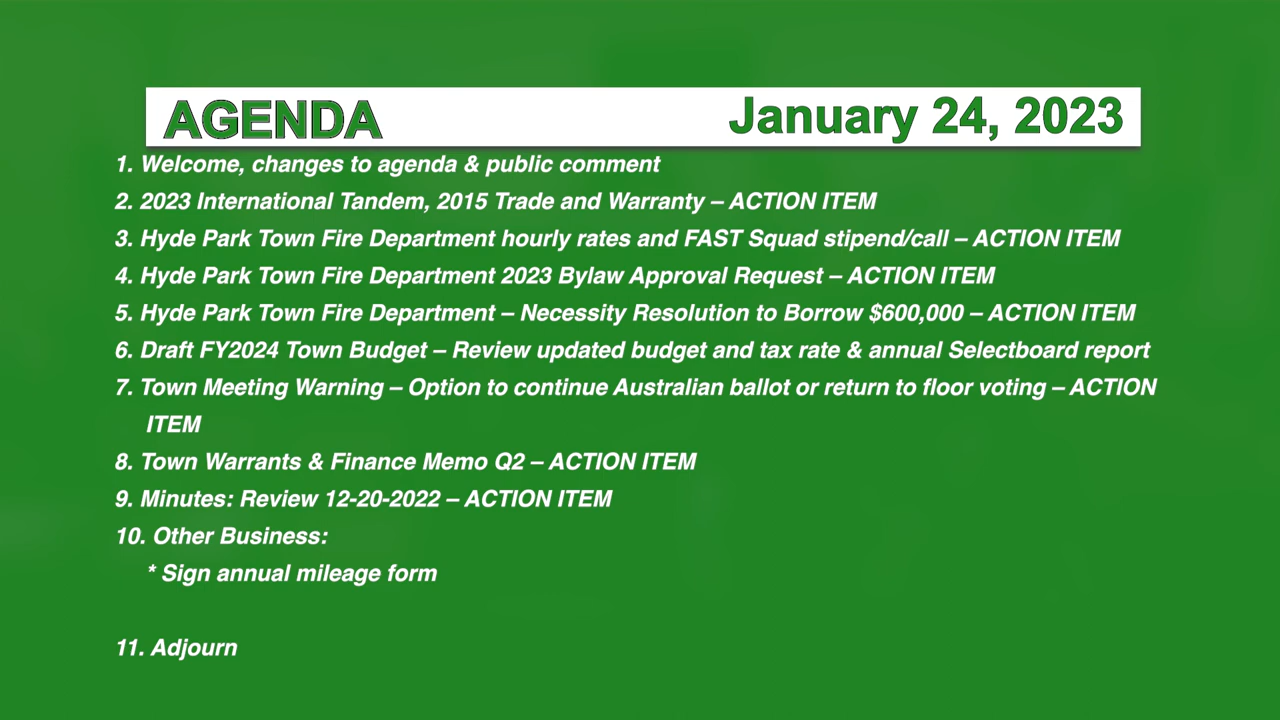 AGENDA January 24, 2023
1. Welcome, changes to agenda & public comment
2. 2023 International Tandem, 2015 Trade and Warranty – ACTION ITEM
3. Hyde Park Town Fire Department hourly rates and FAST Squad stipend/call – ACTION ITEM
4. Hyde Park Town Fire Department 2023 Bylaw Approval Request – ACTION ITEM
5. Hyde Park Town Fire Department – Necessity Resolution to Borrow $600,000 – ACTION ITEM
6. Draft FY2024 Town Budget – Review updated budget and tax rate & annual Selectboard report
7. Town Meeting Warning – Option to continue Australian ballot or return to floor voting – ACTION
ITEM
8. Town Warrants & Finance Memo Q2 – ACTION ITEM
9. Minutes: Review 12-20-2022 – ACTION ITEM
10. Other Business:
* Sign annual mileage form
11. Adjourn